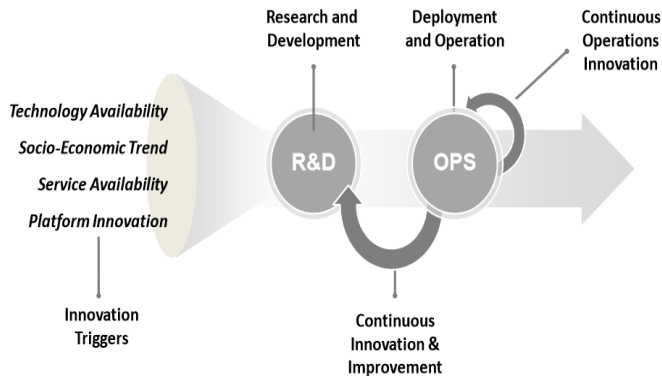 Research and
Development
Deployment
and Operation
Continuous
Operations
Innovation
Technology Availability
Socio-Economic Trend
Service Availability
Platform Innovation
R&D
OPS
Innovation
Triggers
Continuous
Innovation &
Improvement